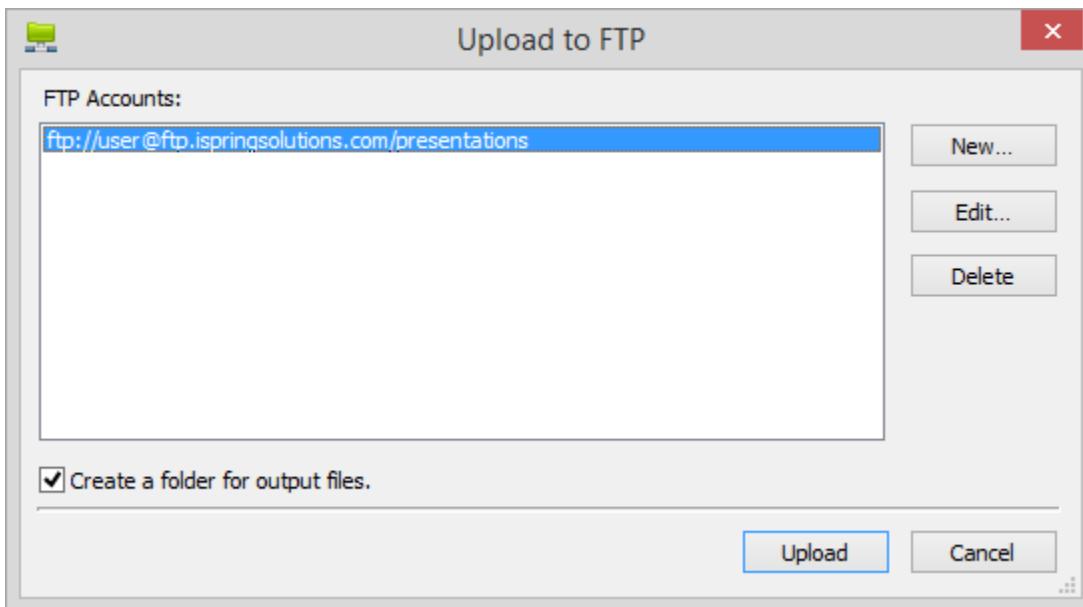 Upload to FTP
FTP Accounts:
ftp://user@ftp.ispringsolutions.com/presentations
New...
Edit...
Delete
Create a folder for output files.
Upload
Cancel